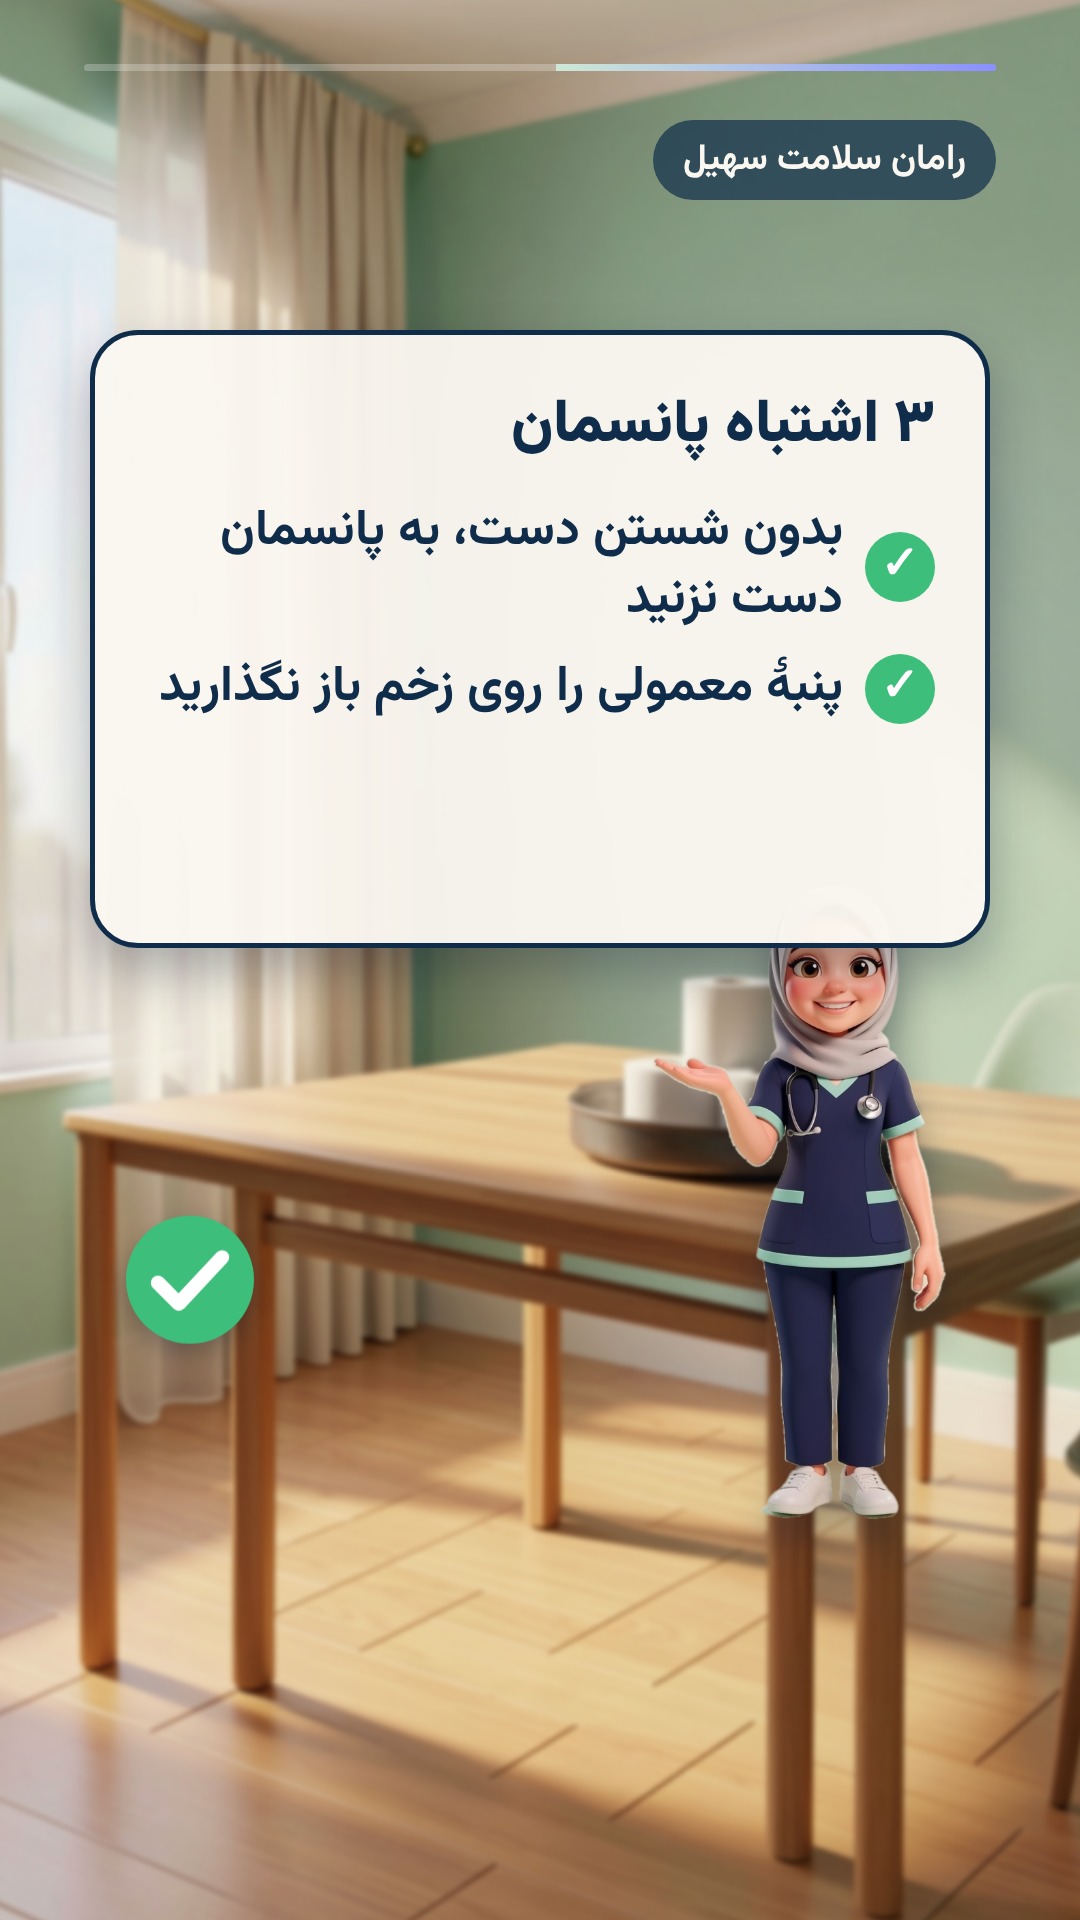 رامان سلامت سهیل
۳ اشتباه پانسمان
بدون شستن دست، به پانسمان
دست نزنید
پنبهٔ معمولی را روی زخم باز نگذارید